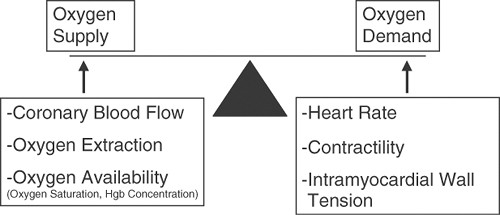 Oxygen
Supply
Oxygen
Demand
-Coronary Blood Flow
-Oxygen Extraction
-Oxygen Availability
(Oxygen Saturation, Hgb Concentration)
-Heart Rate
-Contractility
-Intramyocardial Wall
Tension